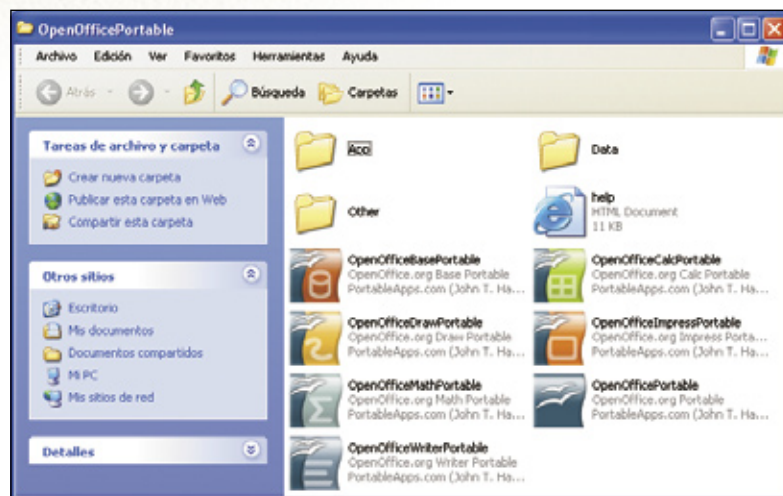 OpenOfficePortable
Archivo Edición Ver Favoritos Herramientas Ayuda
Atrás Búsqueda Carpetas
Tareas de archivo y carpeta
Crear nueva carpeta
Publicar esta carpeta en Web
Compartir esta carpeta
Otros sitios
Escritorio
Mis documentos
Documentos compartidos
Mi PC
Mis sitios de red
Detalles
App
Data
Other
help
HTML Document
11 KB
OpenOfficeBasePortable
OpenOffice.org Base Portable
PortableApps.com (John T. Ha...
OpenOfficeCalcPortable
OpenOffice.org Calc Portable
PortableApps.com (John T. Ha...
OpenOfficeDrawPortable
OpenOffice.org Draw Portable
PortableApps.com (John T. Ha...
OpenOfficeImpressPortable
OpenOffice.org Impress Porta...
PortableApps.com (John T. Ha...
OpenOfficeMathPortable
OpenOffice.org Math Portable
PortableApps.com (John T. Ha...
OpenOfficePortable
OpenOffice.org Portable
PortableApps.com (John T. Ha...
OpenOfficeWriterPortable
OpenOffice.org Writer Portable
PortableApps.com (John T. Ha...